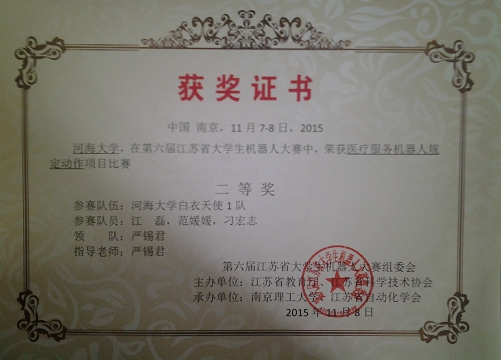 获奖证书
中国 南京，11月7-8日，2015
河海大学，在第六届江苏省大学生机器人大赛中，荣获医疗服务机器人规
定动作项目比赛
二等奖
参赛队伍：河海大学白衣天使1队
参赛队员：江 磊，范媛媛，刁宏志
领 队：严锡君
指导老师：严锡君
第六届江苏省大学生机器人大赛组委会
主办单位：江苏省教育厅、江苏省科学技术协会
承办单位：南京理工大学、江苏省自动化学会
2015年11月8日